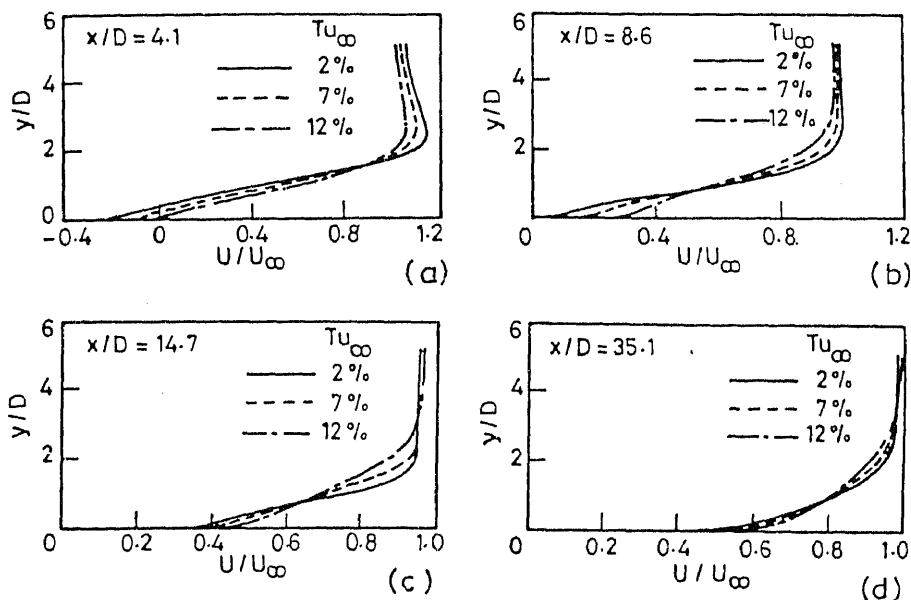 6
x/D = 4·1
Tu∞
2%
7%
12%
4
2
0
y/D
-0.4
0
0.4
0.8
1.2
U/U∞
(a)
6
x/D = 8·6
Tu∞
2%
7%
12%
4
2
0
y/D
0.4
0.8
1.2
U/U∞
(b)
6
x/D = 14·7
Tu∞
2%
7%
12%
4
2
0
y/D
0
0.2
0.4
0.6
0.8
1.0
U/U∞
(c)
6
x/D = 35·1
Tu∞
2%
7%
12%
4
2
0
y/D
0.2
0.4
0.6
0.8
1.0
U/U∞
(d)